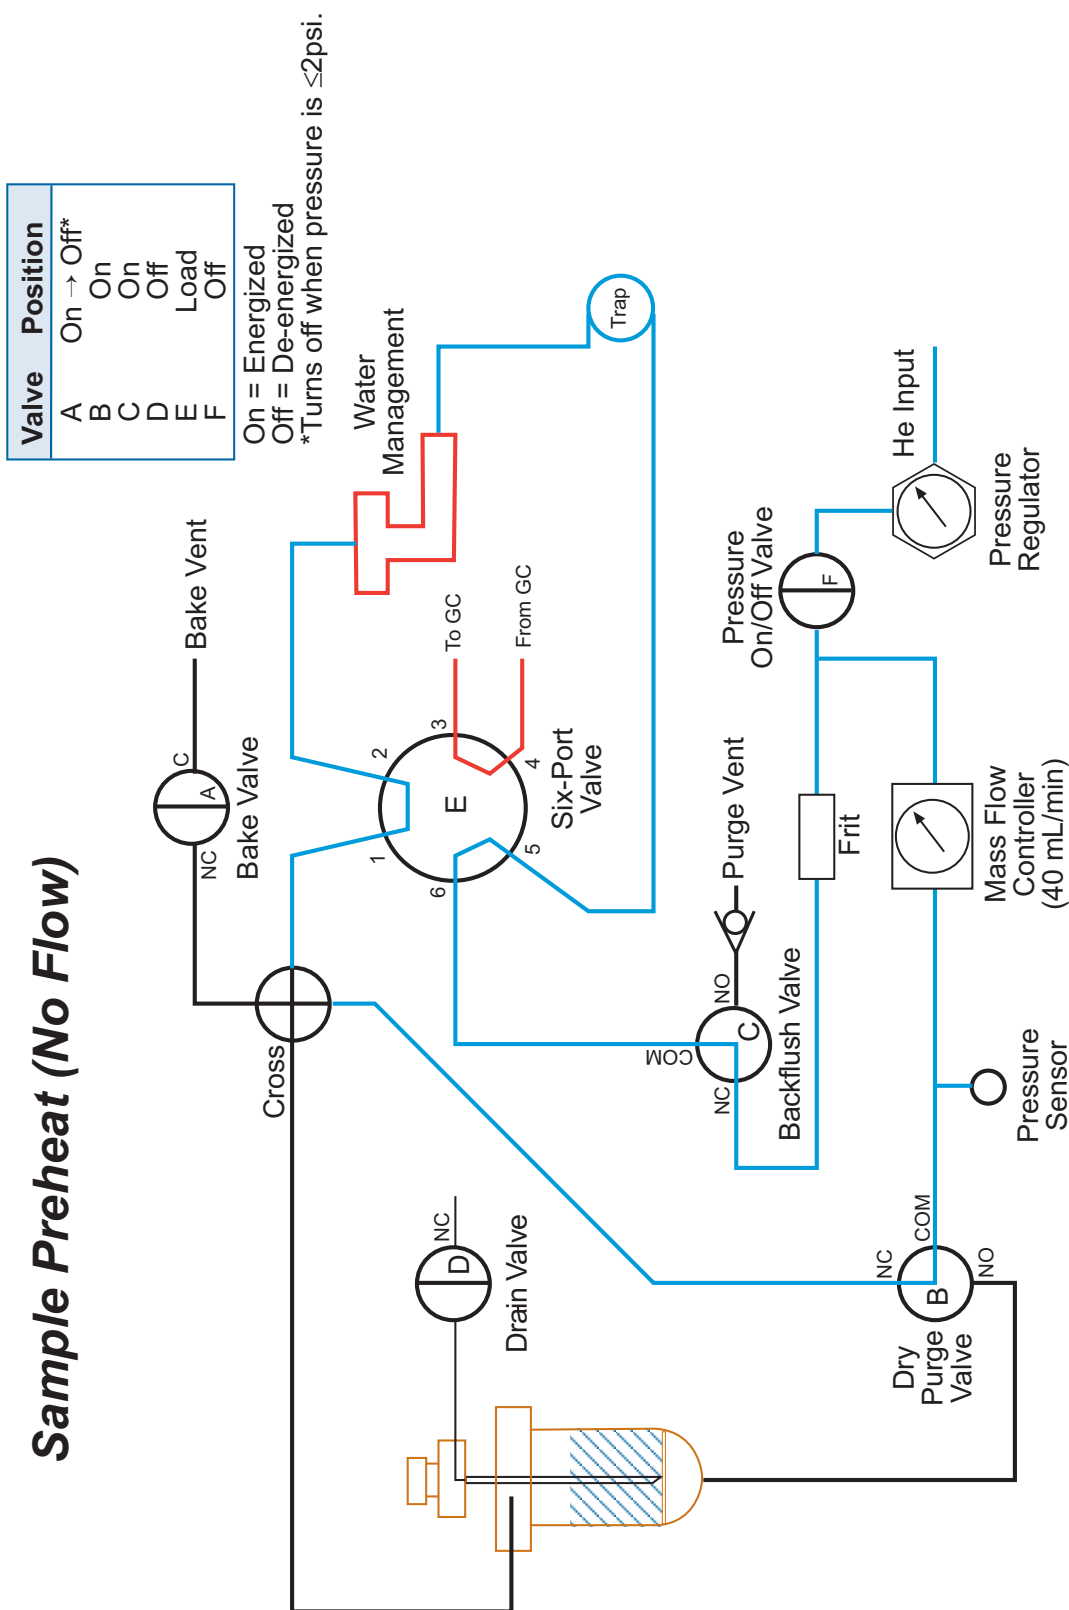 Sample Preheat (No Flow)
Valve Position
A On → Off*
B On
C On
D Off
E Load
F Off
On = Energized
Off = De-energized
*Turns off when pressure is ≤2psi.
NC
A
C
Bake Vent
Bake Valve
Cross
Water
Management
1
2
3
To GC
E
From GC
4
5
6
Six-Port
Valve
Trap
NC
D
Drain Valve
COM
NC
C
NO
Purge Vent
Backflush Valve
Frit
Pressure
On/Off Valve
F
He Input
Pressure
Regulator
Mass Flow
Controller
(40 mL/min)
Pressure
Sensor
NC
COM
B
NO
Dry
Purge
Valve